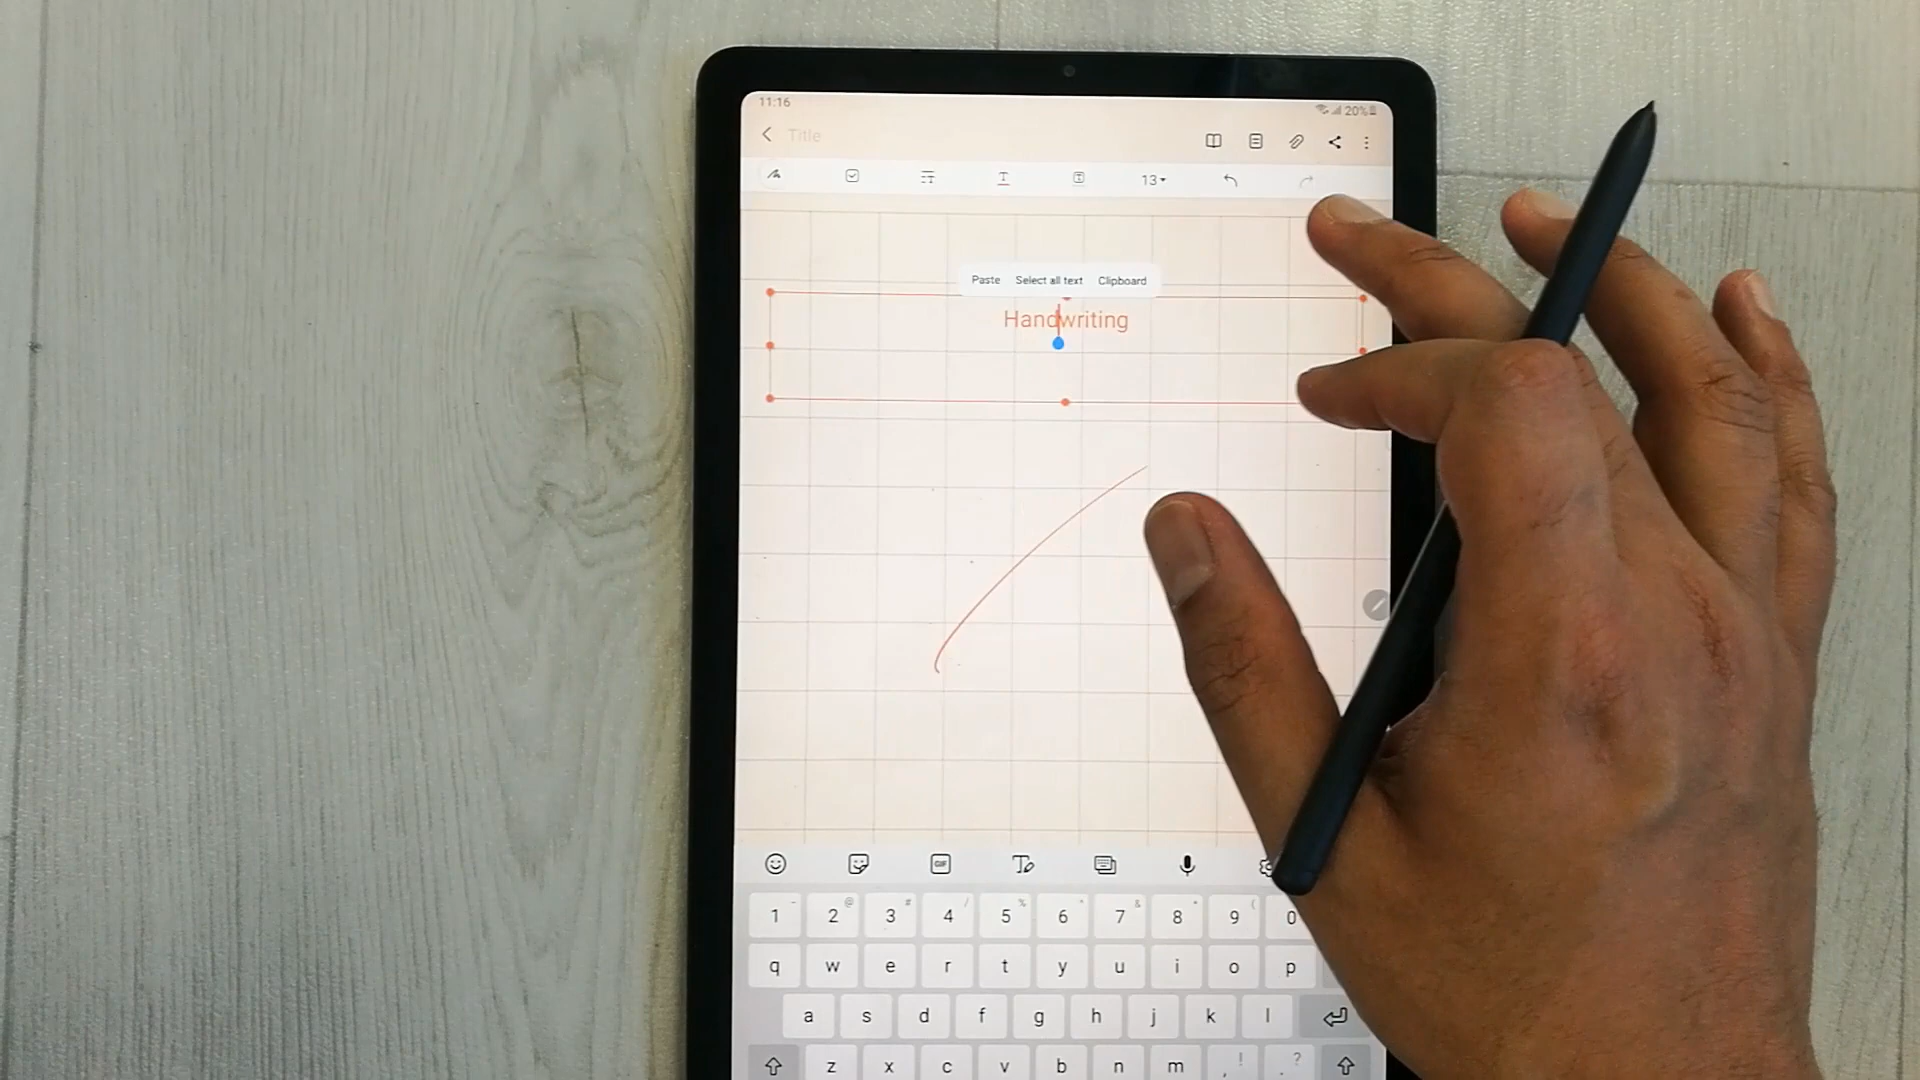 11:16
20%
Title
13
Paste Select all text Clipboard
Handwriting
GIF
1 2 3 4 5 6 7 8 9 0
- @ # / % ^ & * (
q w e r t y u i o p
a s d f g h j k l
z x c v b n m , ! . ?